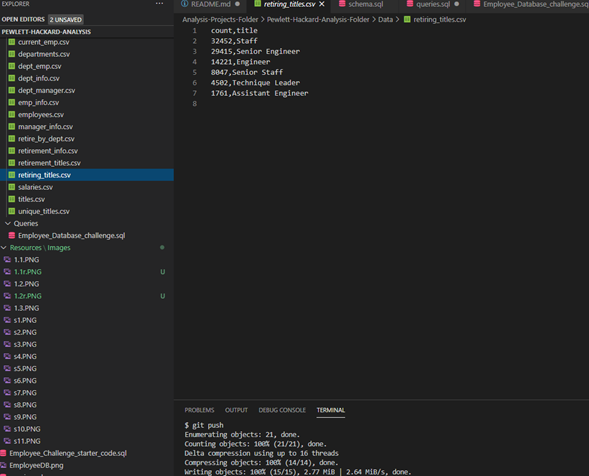 EXPLORER
···
OPEN EDITORS 2 UNSAVED
PEWLETT-HACKARD-ANALYSIS
current_emp.csv
departments.csv
dept_emp.csv
dept_info.csv
dept_manager.csv
emp_info.csv
employees.csv
manager_info.csv
retire_by_dept.csv
retirement_info.csv
retirement_titles.csv
retiring_titles.csv
salaries.csv
titles.csv
unique_titles.csv
Queries
Employee_Database_challenge.sql
Resources \ Images
1.1.PNG
1.1r.PNG U
1.2.PNG
1.2r.PNG U
1.3.PNG
s1.PNG
s2.PNG
s3.PNG
s4.PNG
s5.PNG
s6.PNG
s7.PNG
s8.PNG
s9.PNG
s10.PNG
s11.PNG
Employee_Challenge_starter_code.sql
EmployeeDB.png
README.md
retiring_titles.csv
schema.sql
queries.sql
Employee_Database_challenge.sq
Analysis-Projects-Folder > Pewlett-Hackard-Analysis-Folder > Data > retiring_titles.csv
1 count,title
2 32452,Staff
3 29415,Senior Engineer
4 14221,Engineer
5 8047,Senior Staff
6 4502,Technique Leader
7 1761,Assistant Engineer
8
PROBLEMS OUTPUT DEBUG CONSOLE TERMINAL
$ git push
Enumerating objects: 21, done.
Counting objects: 100% (21/21), done.
Delta compression using up to 16 threads
Compressing objects: 100% (14/14), done.
Writing objects: 100% (15/15), 2.77 MiB | 2.64 MiB/s, done.